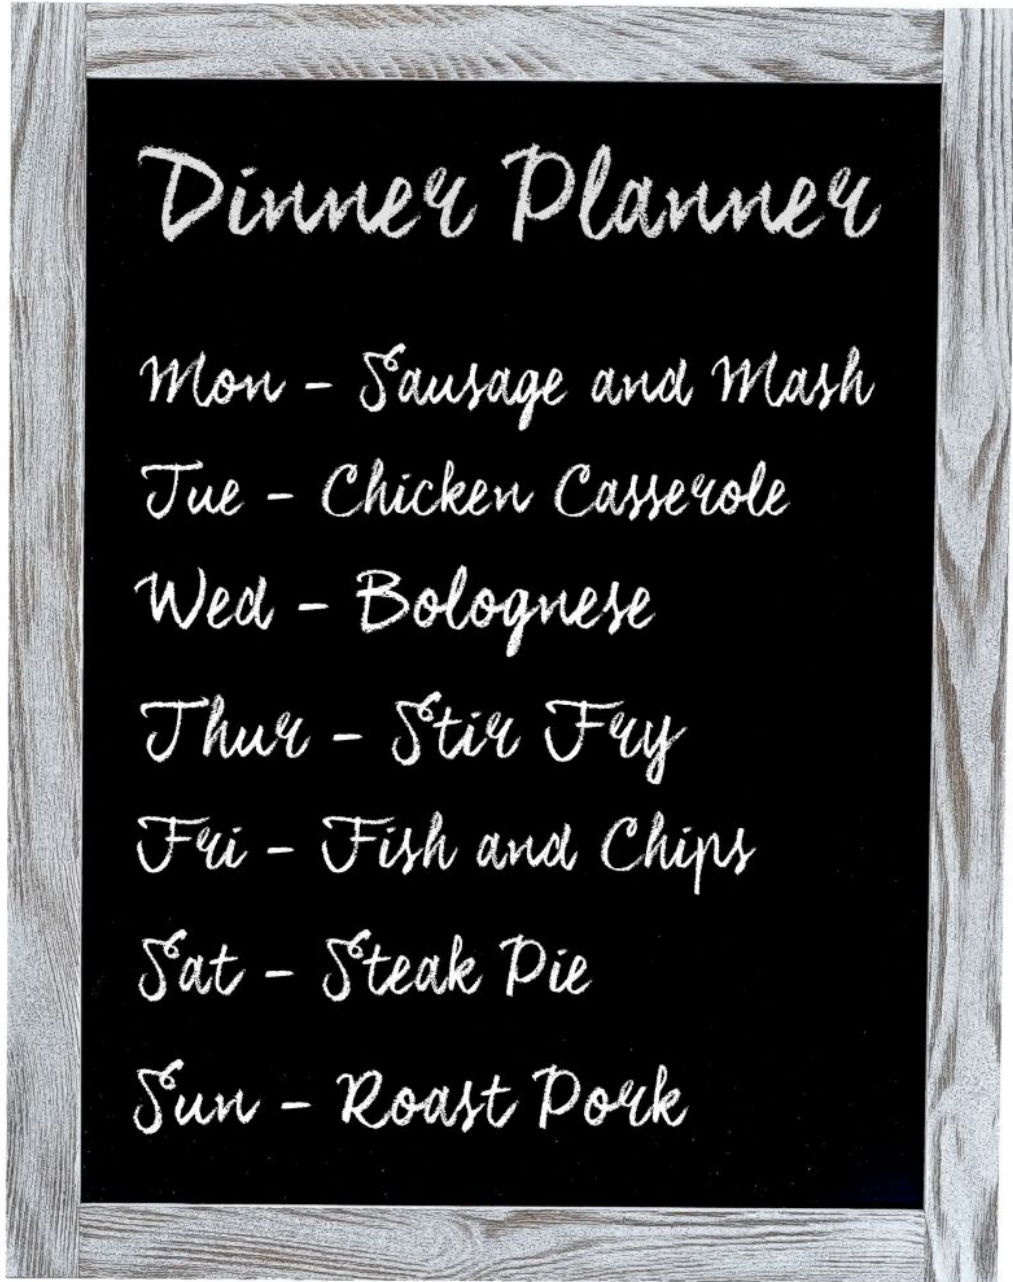 Dinner Planner
Mon - Sausage and Mash
Tue - Chicken Casserole
Wed - Bolognese
Thur - Stir Fry
Fri - Fish and Chips
Sat - Steak Pie
Sun - Roast Pork